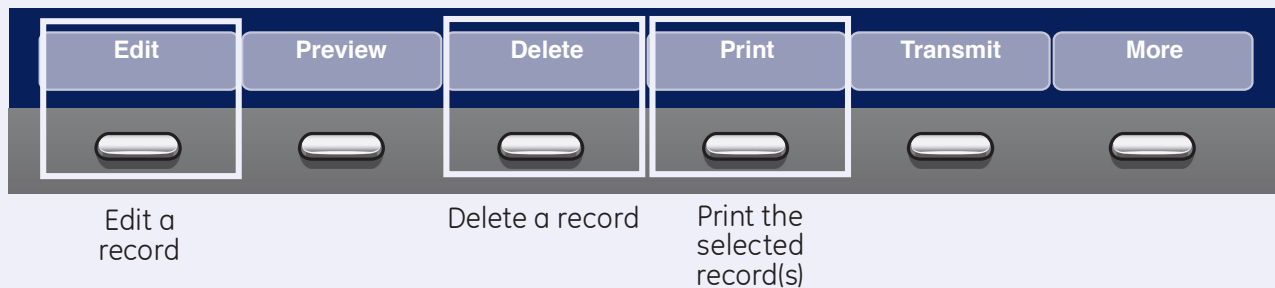 Edit Preview Delete Print Transmit More
Edit a
record
Delete a record
Print the
selected
record(s)